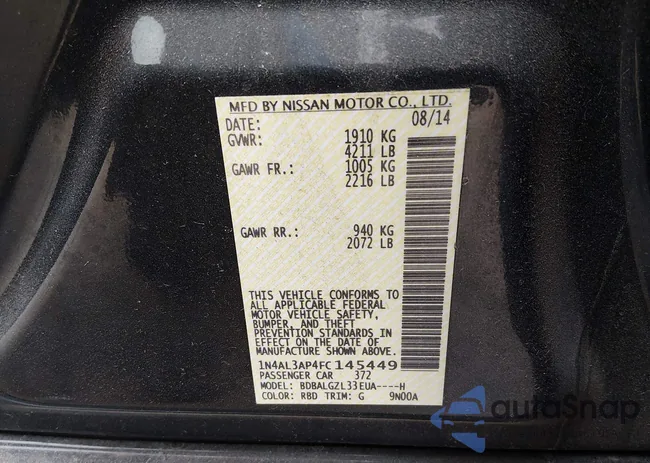 MFD BY NISSAN MOTOR CO., LTD.
DATE: 08/14
GVWR: 1910 KG
4211 LB
GAWR FR.: 1005 KG
2216 LB
GAWR RR.: 940 KG
2072 LB
THIS VEHICLE CONFORMS TO
ALL APPLICABLE FEDERAL
MOTOR VEHICLE SAFETY,
BUMPER, AND THEFT
PREVENTION STANDARDS IN
EFFECT ON THE DATE OF
MANUFACTURE SHOWN ABOVE.
1N4AL3AP4FC145449
PASSENGER CAR 372
MODEL: BDBALGZL33EUA----H
COLOR: RBD TRIM: G 9N00A
autoSnap